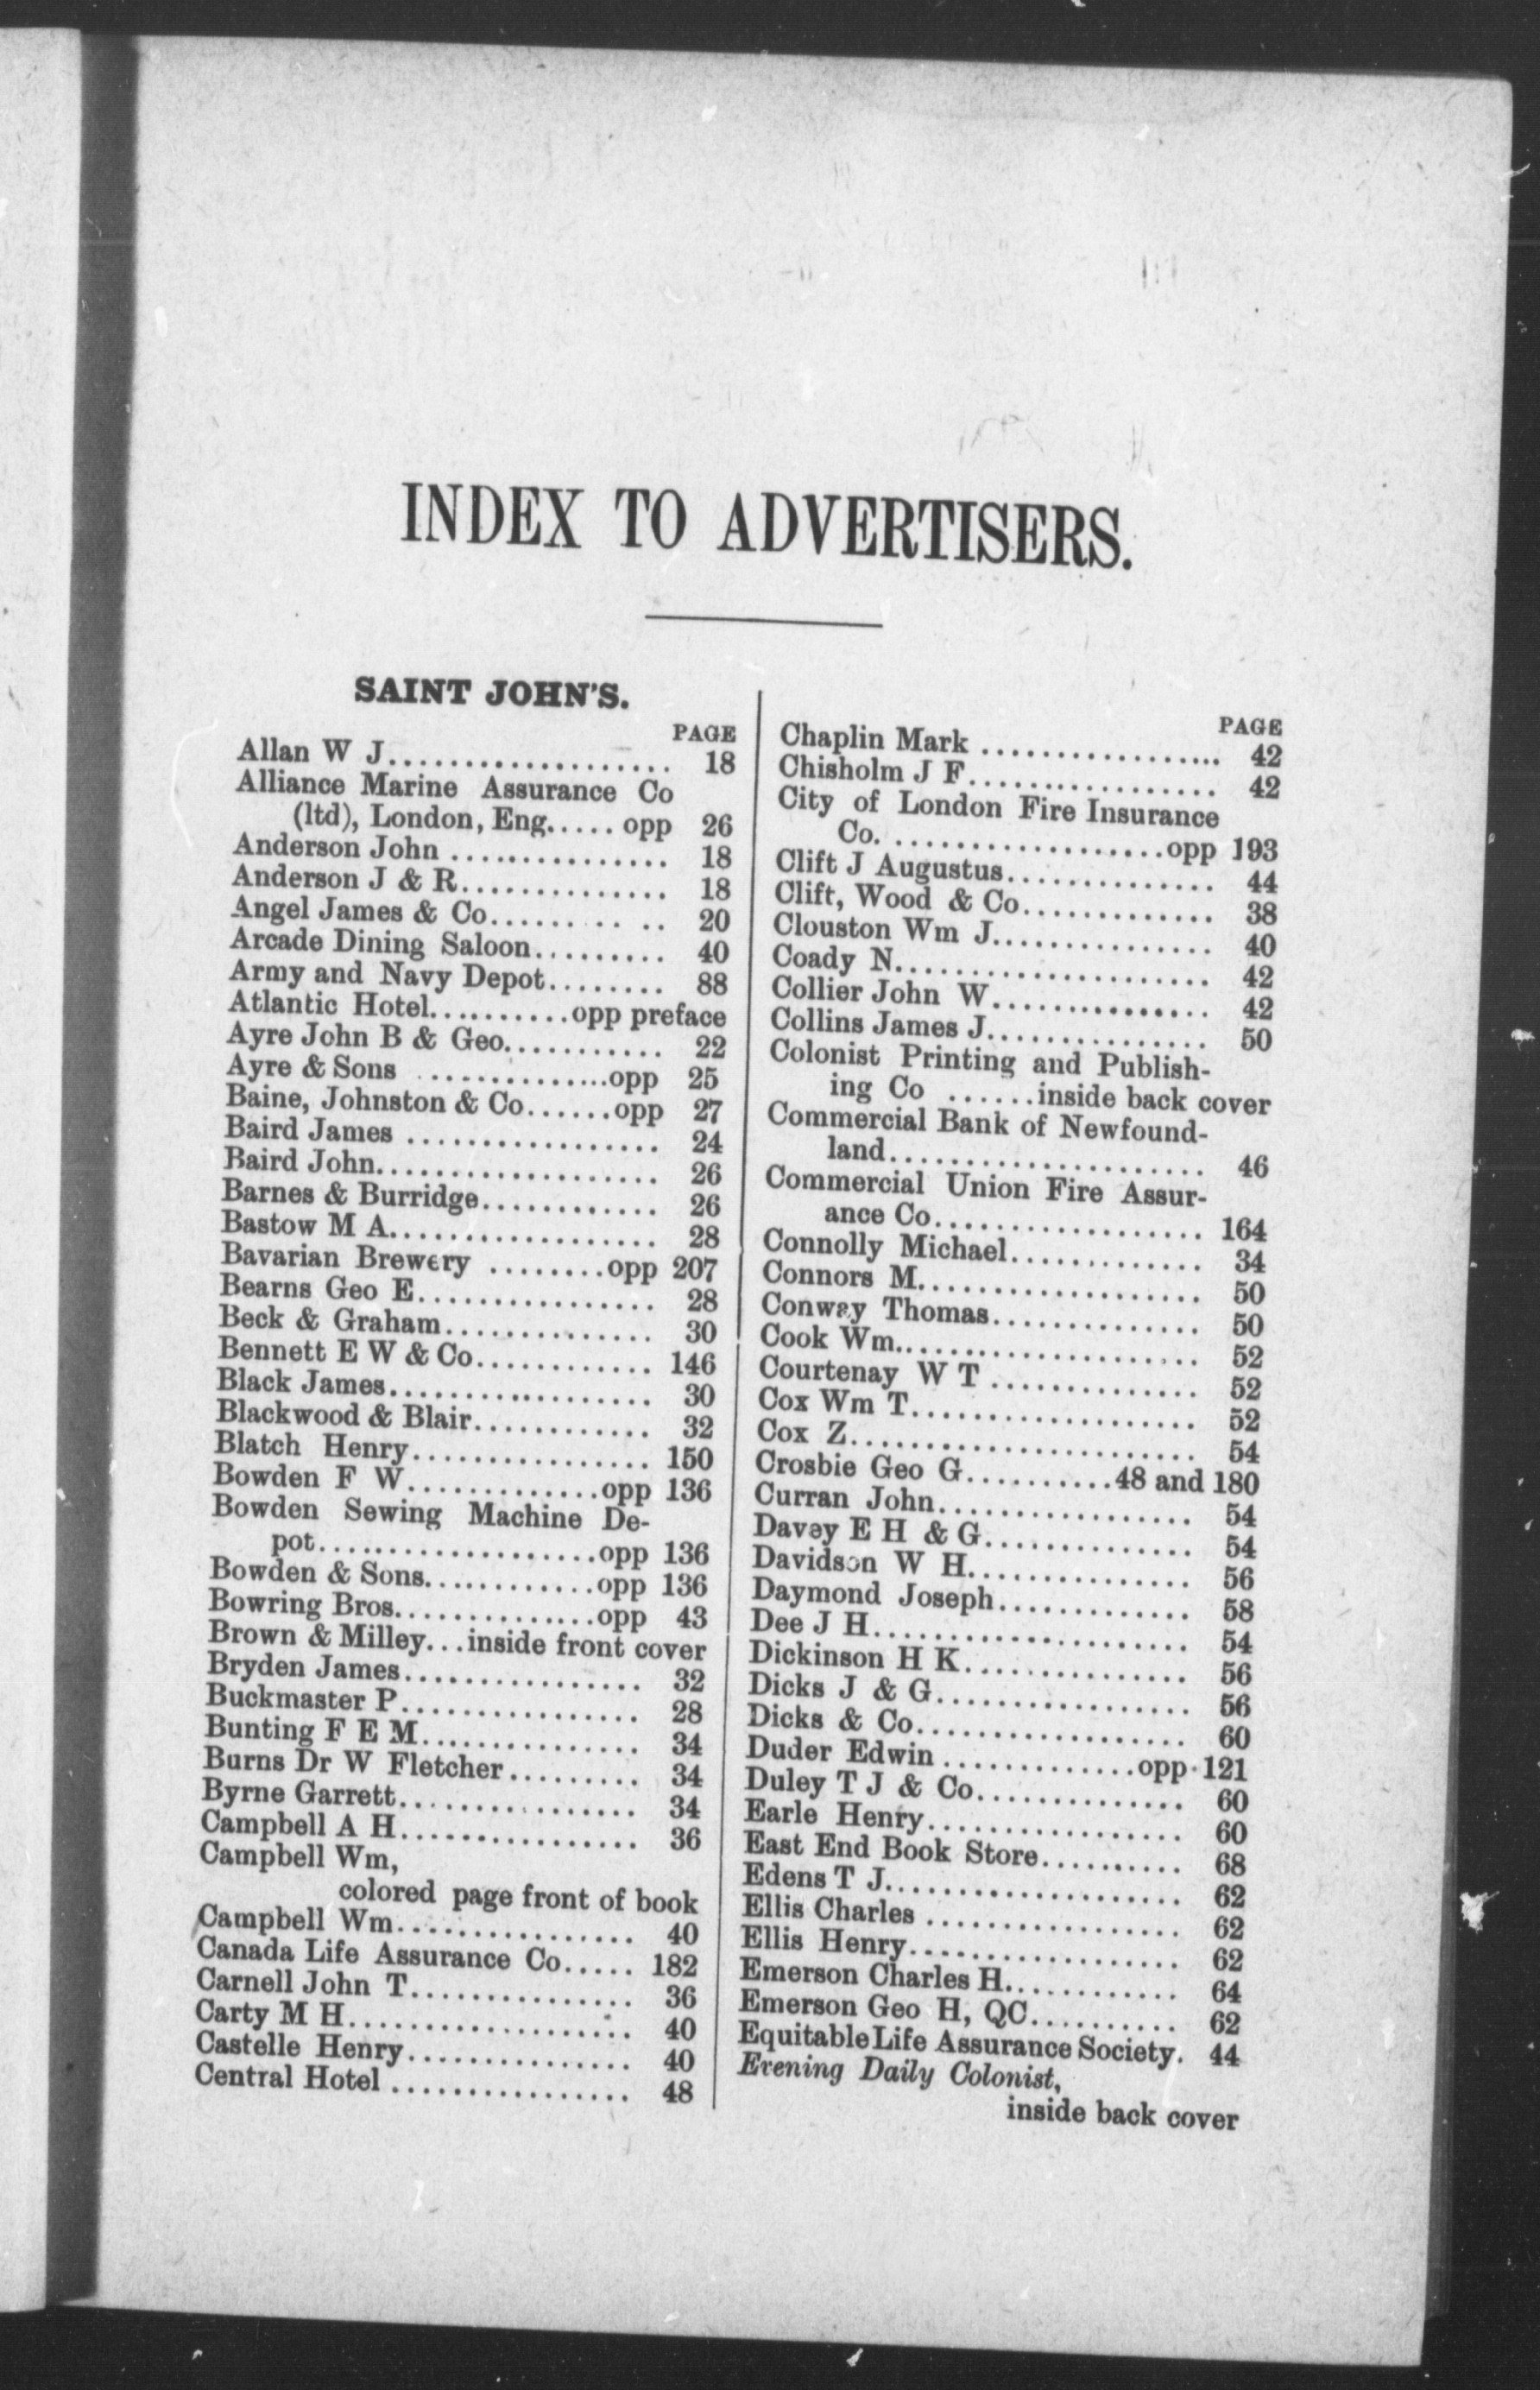 INDEX TO ADVERTISERS.
SAINT JOHN'S.
PAGE
Allan W J.................... 18
Alliance Marine Assurance Co
(ltd), London, Eng..... opp 26
Anderson John ............... 18
Anderson J & R.............. 18
Angel James & Co........... 20
Arcade Dining Saloon......... 40
Army and Navy Depot........ 88
Atlantic Hotel..........opp preface
Ayre John B & Geo........... 22
Ayre & Sons ..............opp 25
Baine, Johnston & Co......opp 27
Baird James ................. 24
Baird John................... 26
Barnes & Burridge............ 26
Bastow M A.................. 28
Bavarian Brewery ........opp 207
Bearns Geo E................ 28
Beck & Graham.............. 30
Bennett E W & Co............ 146
Black James.................. 30
Blackwood & Blair............ 32
Blatch Henry................ 150
Bowden F W.............opp 136
Bowden Sewing Machine De-
pot...................opp 136
Bowden & Sons............opp 136
Bowring Bros..............opp 43
Brown & Milley...inside front cover
Bryden James................ 32
Buckmaster P................ 28
Bunting F E M............... 34
Burns Dr W Fletcher......... 34
Byrne Garrett................ 34
Campbell A H................ 36
Campbell Wm,
colored page front of book
Campbell Wm................ 40
Canada Life Assurance Co..... 182
Carnell John T............... 36
Carty M H................... 40
Castelle Henry............... 40
Central Hotel ................ 48
PAGE
Chaplin Mark .................. 42
Chisholm J F................. 42
City of London Fire Insurance
Co. ..................opp 193
Clift J Augustus.............. 44
Clift, Wood & Co............. 38
Clouston Wm J............... 40
Coady N..................... 42
Collier John W............... 42
Collins James J............... 50
Colonist Printing and Publish-
ing Co ......inside back cover
Commercial Bank of Newfound-
land..................... 46
Commercial Union Fire Assur-
ance Co.................. 164
Connolly Michael............. 34
Connors M................... 50
Conway Thomas.............. 50
Cook Wm.................... 52
Courtenay W T .............. 52
Cox Wm T................... 52
Cox Z....................... 54
Crosbie Geo G..........48 and 180
Curran John................. 54
Davey E H & G.............. 54
Davidson W H............... 56
Daymond Joseph............. 58
Dee J H..................... 54
Dickinson H K............... 56
Dicks J & G................. 56
Dicks & Co.................. 60
Duder Edwin .............opp 121
Duley T J & Co.............. 60
Earle Henry................. 60
East End Book Store.......... 68
Edens T J.................... 62
Ellis Charles ................. 62
Ellis Henry.................. 62
Emerson Charles H............ 64
Emerson Geo H, QC.......... 62
Equitable Life Assurance Society. 44
Evening Daily Colonist,
inside back cover